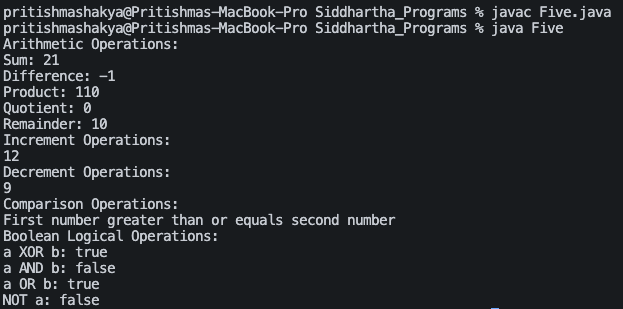 pritishmashakya@Pritishmas-MacBook-Pro Siddhartha_Programs % javac Five.java
pritishmashakya@Pritishmas-MacBook-Pro Siddhartha_Programs % java Five
Arithmetic Operations:
Sum: 21
Difference: -1
Product: 110
Quotient: 0
Remainder: 10
Increment Operations:
12
Decrement Operations:
9
Comparison Operations:
First number greater than or equals second number
Boolean Logical Operations:
a XOR b: true
a AND b: false
a OR b: true
NOT a: false